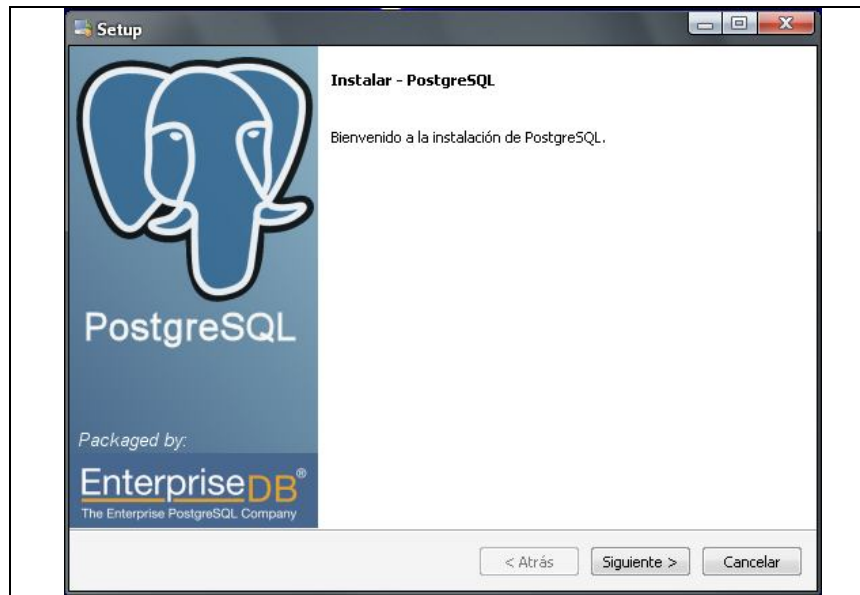 Setup
Instalar - PostgreSQL
Bienvenido a la instalación de PostgreSQL.
PostgreSQL
Packaged by:
EnterpriseDB®
The Enterprise PostgreSQL Company
< Atrás
Siguiente >
Cancelar